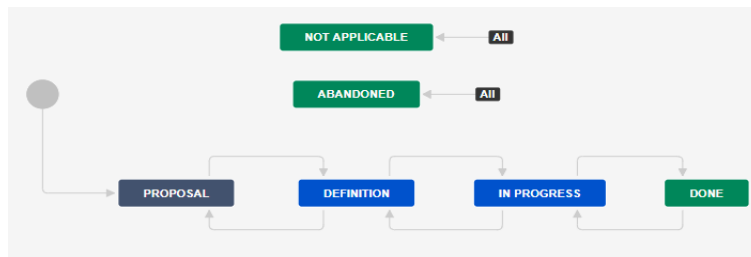 NOT APPLICABLE
All
ABANDONED
All
PROPOSAL
DEFINITION
IN PROGRESS
DONE